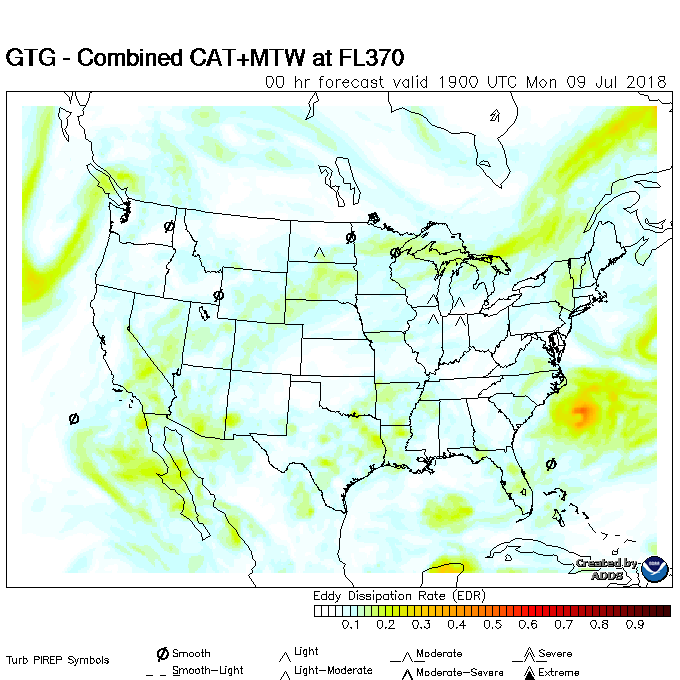 GTG - Combined CAT+MTW at FL370
00 hr forecast valid 1900 UTC Mon 09 Jul 2018
Created by
ADDS
Eddy Dissipation Rate (EDR)
0.1 0.2 0.3 0.4 0.5 0.6 0.7 0.8 0.9
Turb PIREP Symbols
Smooth Light Moderate Severe
Smooth-Light Light-Moderate Moderate-Severe Extreme